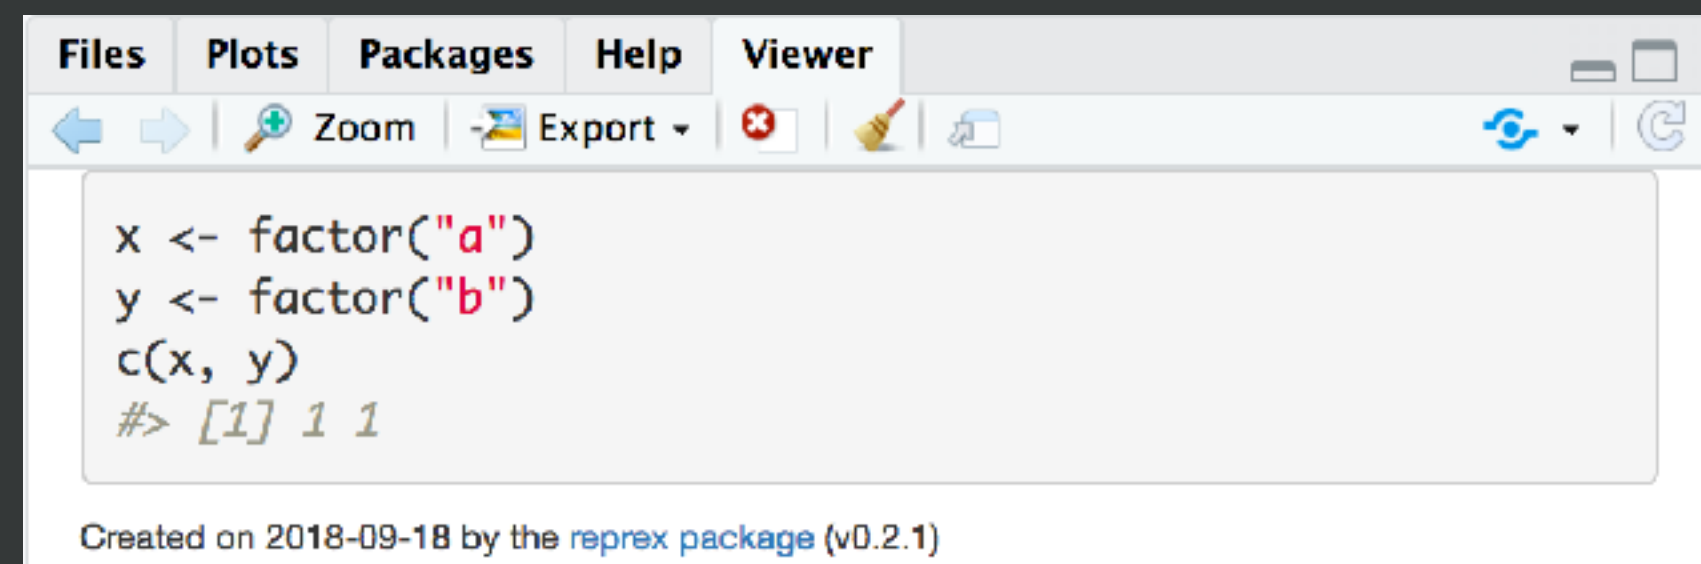 Files Plots Packages Help Viewer
Zoom Export
x <- factor("a")
y <- factor("b")
c(x, y)
#> [1] 1 1
Created on 2018-09-18 by the reprex package (v0.2.1)